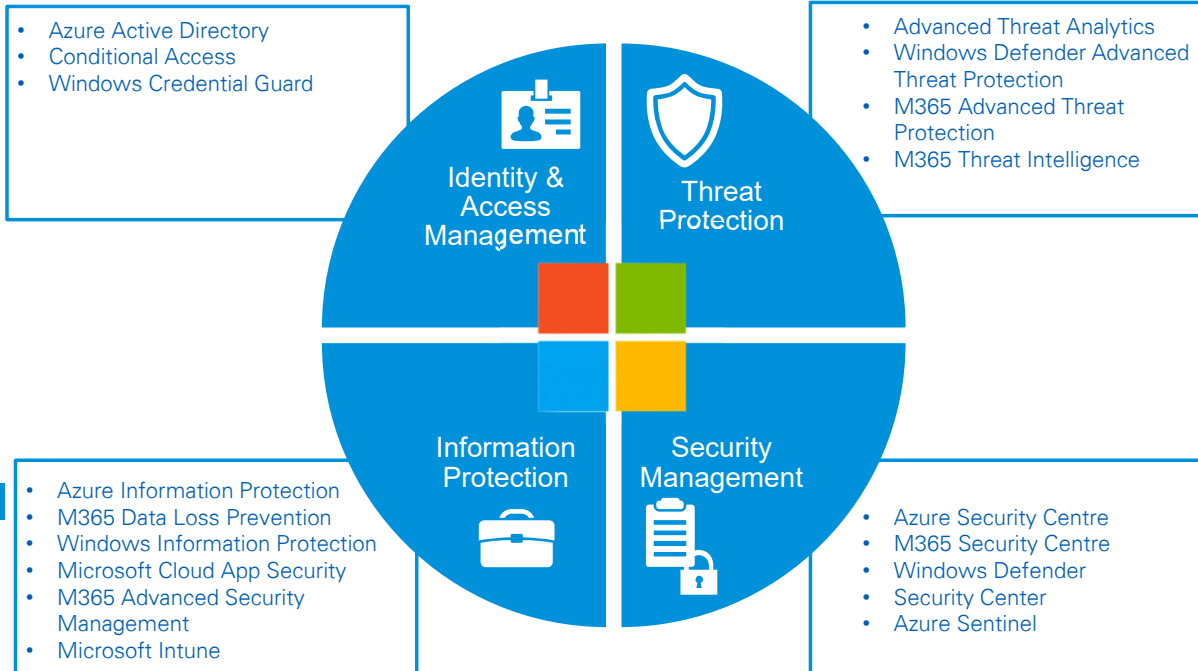 • Azure Active Directory
• Conditional Access
• Windows Credential Guard
• Advanced Threat Analytics
• Windows Defender Advanced
Threat Protection
• M365 Advanced Threat
Protection
• M365 Threat Intelligence
Identity &
Access
Management
Threat
Protection
Information
Protection
Security
Management
• Azure Information Protection
• M365 Data Loss Prevention
• Windows Information Protection
• Microsoft Cloud App Security
• M365 Advanced Security
Management
• Microsoft Intune
• Azure Security Centre
• M365 Security Centre
• Windows Defender
• Security Center
• Azure Sentinel